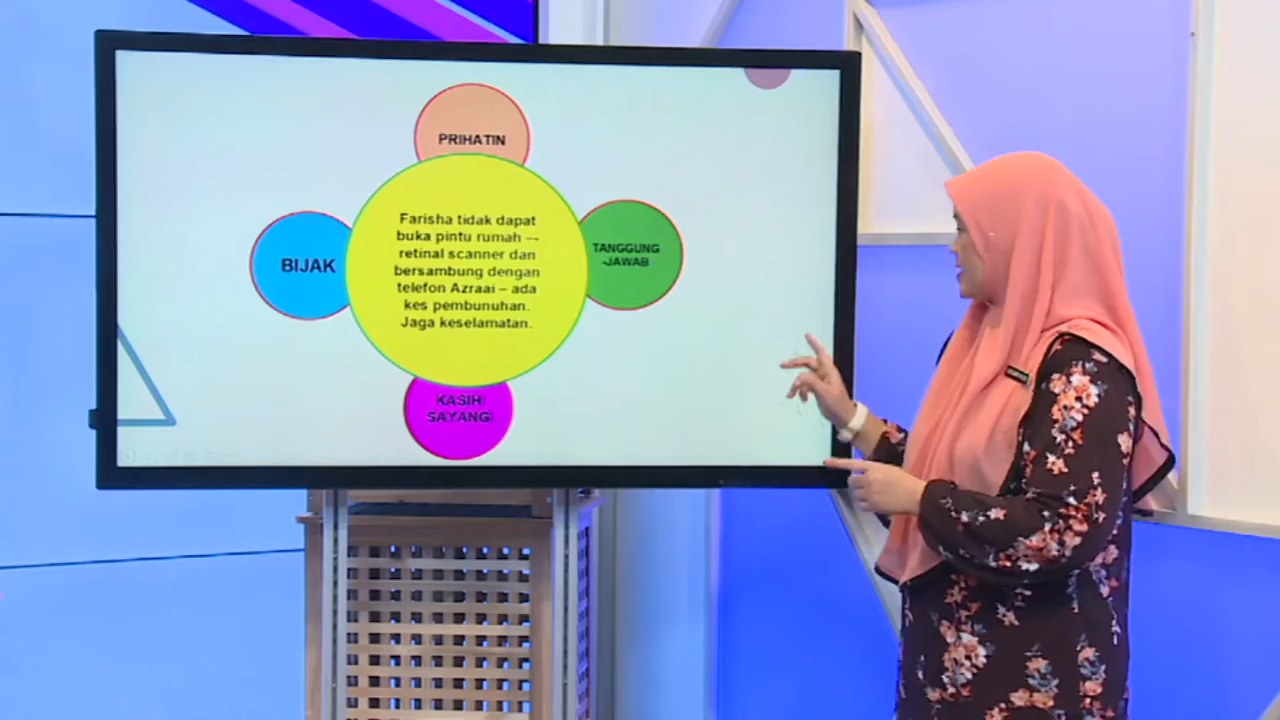 PRIHATIN
BIJAK
Farisha tidak dapat
buka pintu rumah –-
retinal scanner dan
bersambung dengan
telefon Azraai – ada
kes pembunuhan.
Jaga keselamatan.
TANGGUNG
-JAWAB
KASIH
SAYANG